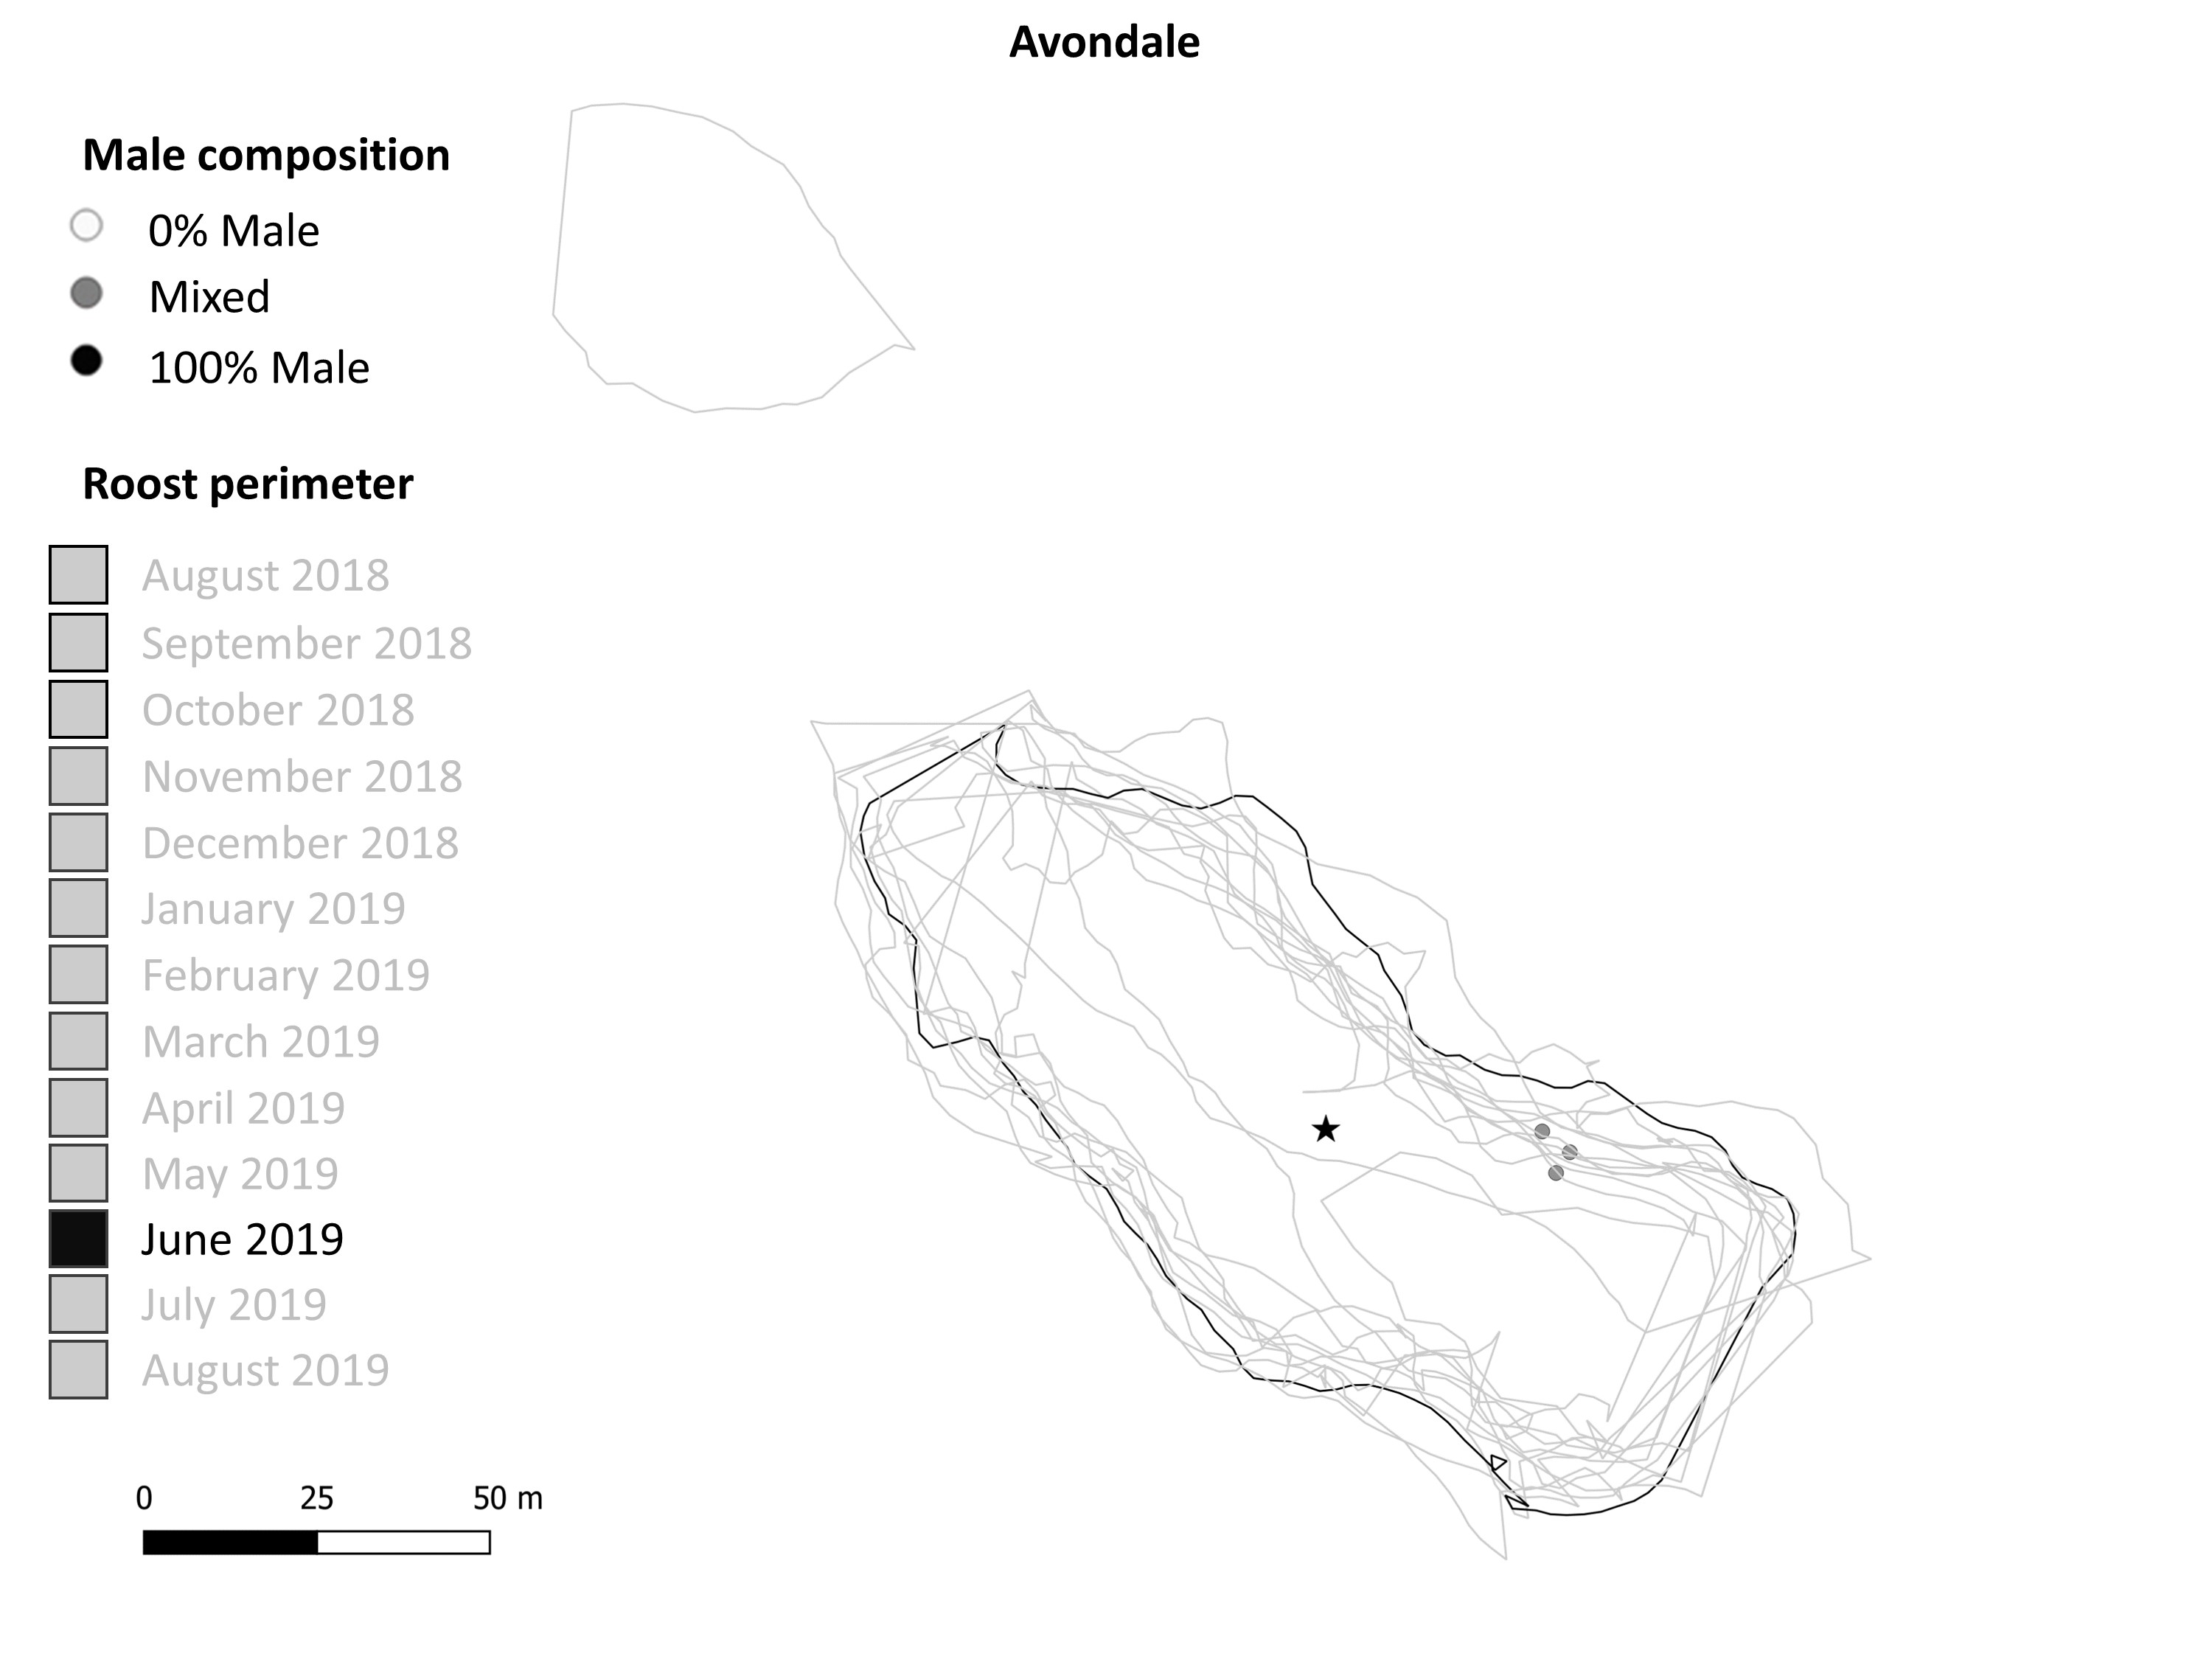 Avondale
Male composition
0% Male
Mixed
100% Male
Roost perimeter
August 2018
September 2018
October 2018
November 2018
December 2018
January 2019
February 2019
March 2019
April 2019
May 2019
June 2019
July 2019
August 2019
0 25 50 m